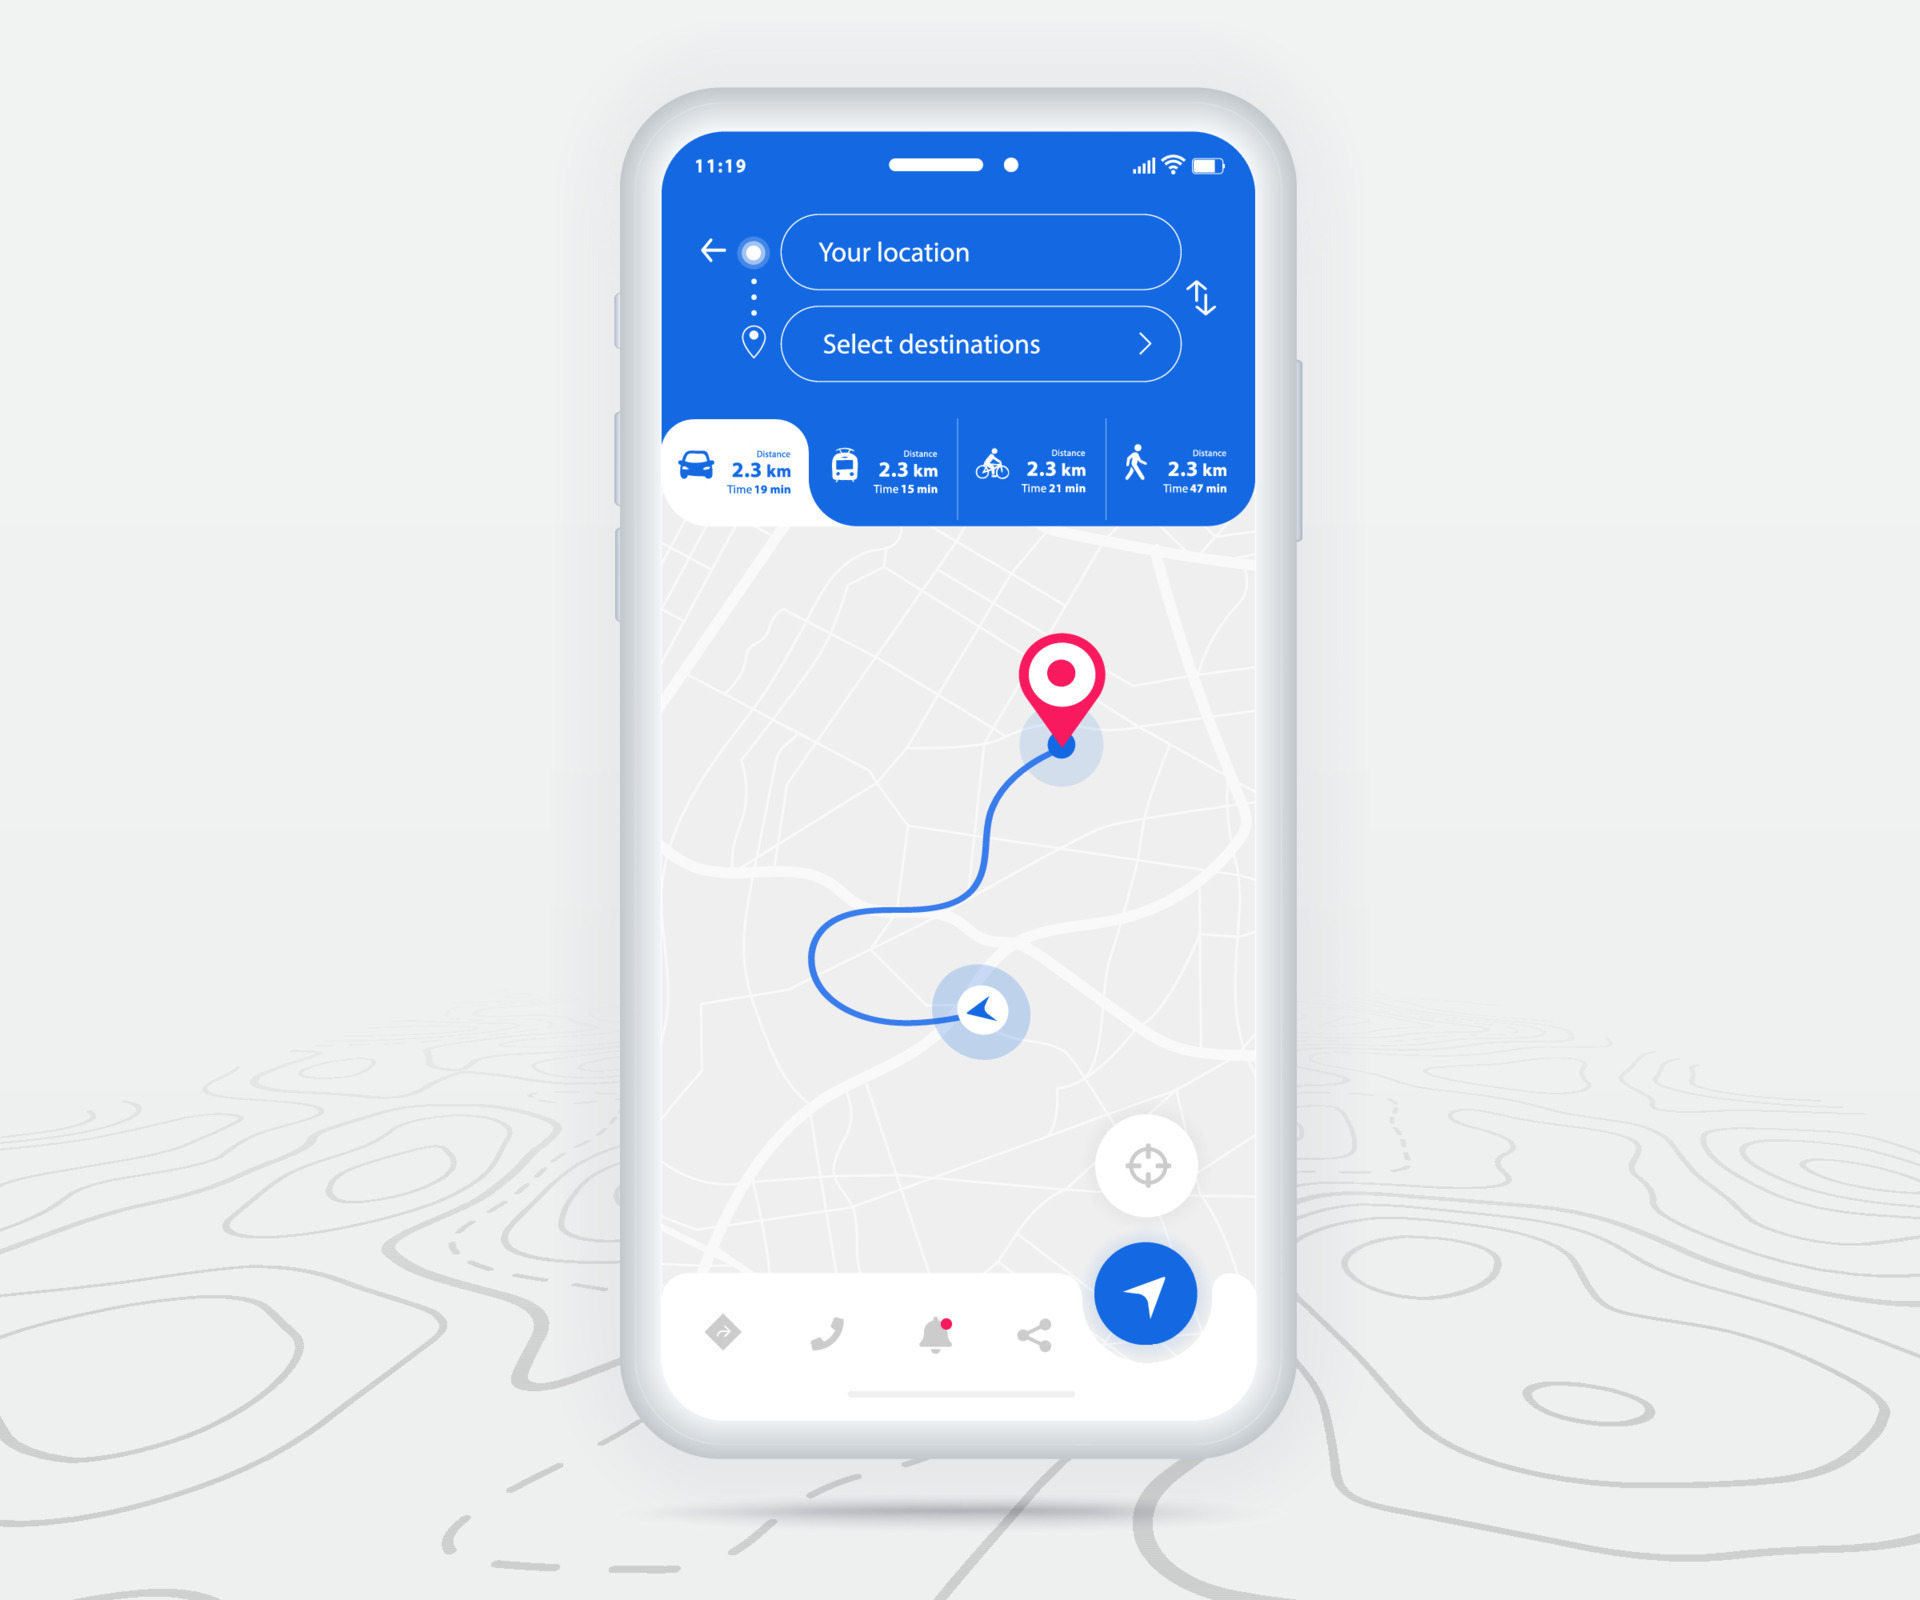 11:19
Your location
Select destinations
Distance
2.3 km
Time 19 min
Distance
2.3 km
Time 15 min
Distance
2.3 km
Time 21 min
Distance
2.3 km
Time 47 min